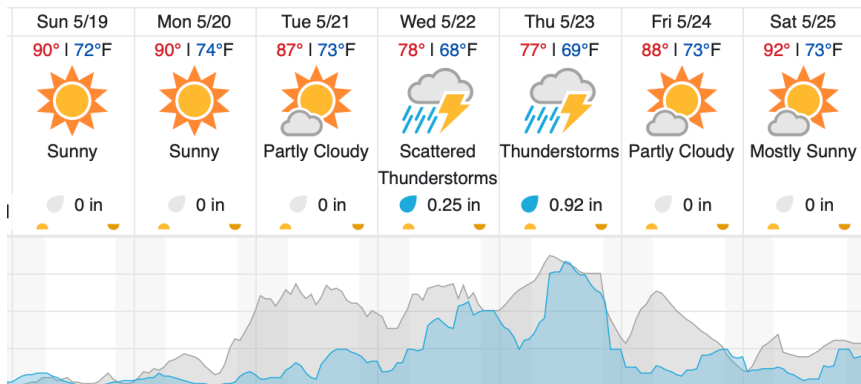 Sun 5/19 Mon 5/20 Tue 5/21 Wed 5/22 Thu 5/23 Fri 5/24 Sat 5/25
90° | 72°F 90° | 74°F 87° | 73°F 78° | 68°F 77° | 69°F 88° | 73°F 92° | 73°F
Sunny Sunny Partly Cloudy Scattered Thunderstorms Partly Cloudy Mostly Sunny
Thunderstorms
0 in 0 in 0 in 0.25 in 0.92 in 0 in 0 in